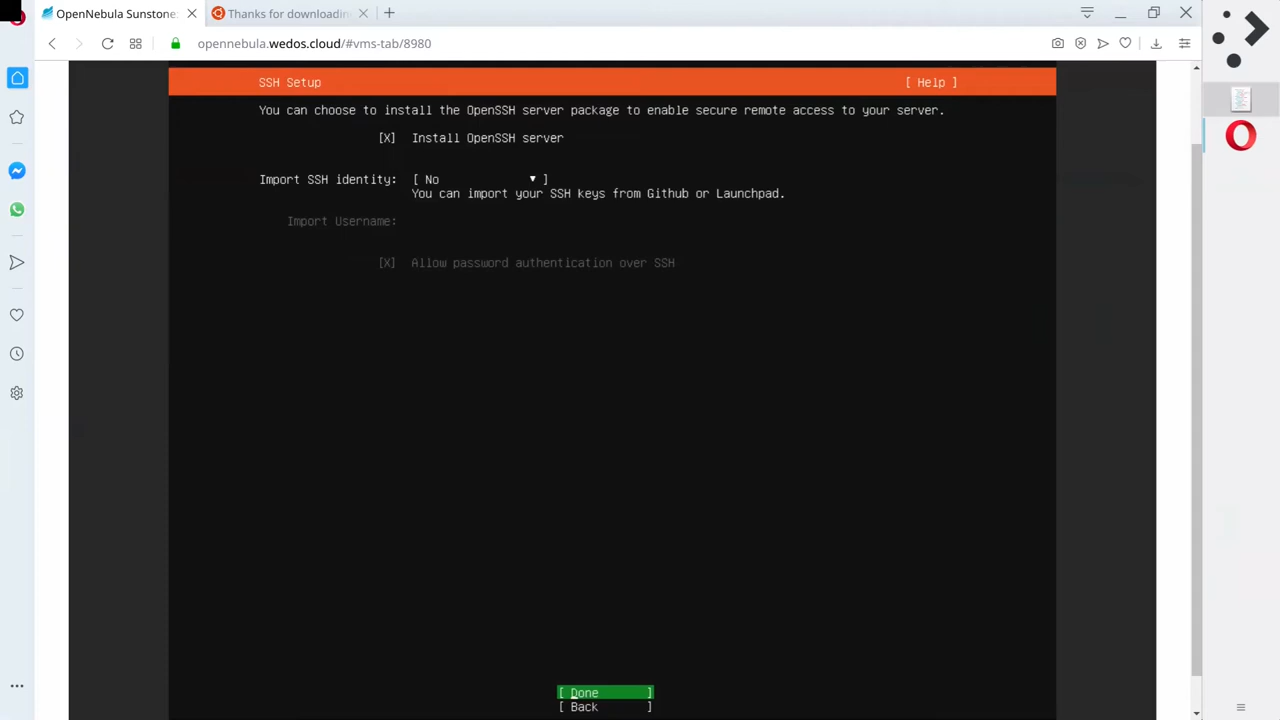 OpenNebula Sunstone:
Thanks for downloadin
opennebula.wedos.cloud/#vms-tab/8980
SSH Setup
[ Help ]
You can choose to install the OpenSSH server package to enable secure remote access to your server.
[X] Install OpenSSH server
Import SSH identity: [ No ▼ ]
You can import your SSH keys from Github or Launchpad.
Import Username:
[X] Allow password authentication over SSH
[ Done ]
[ Back ]